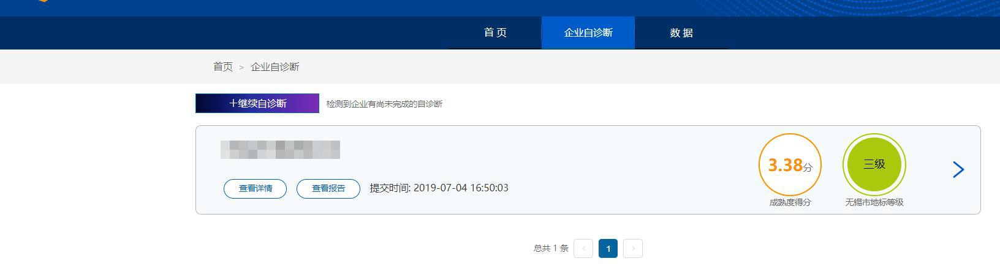 首页 企业自诊断 数据
首页 > 企业自诊断
+继续自诊断 检测到企业有尚未完成的自诊断
3.38分 三级
查看详情 查看报告 提交时间: 2019-07-04 16:50:03
成熟度得分 无锡市地标等级
总共 1 条 < 1 >